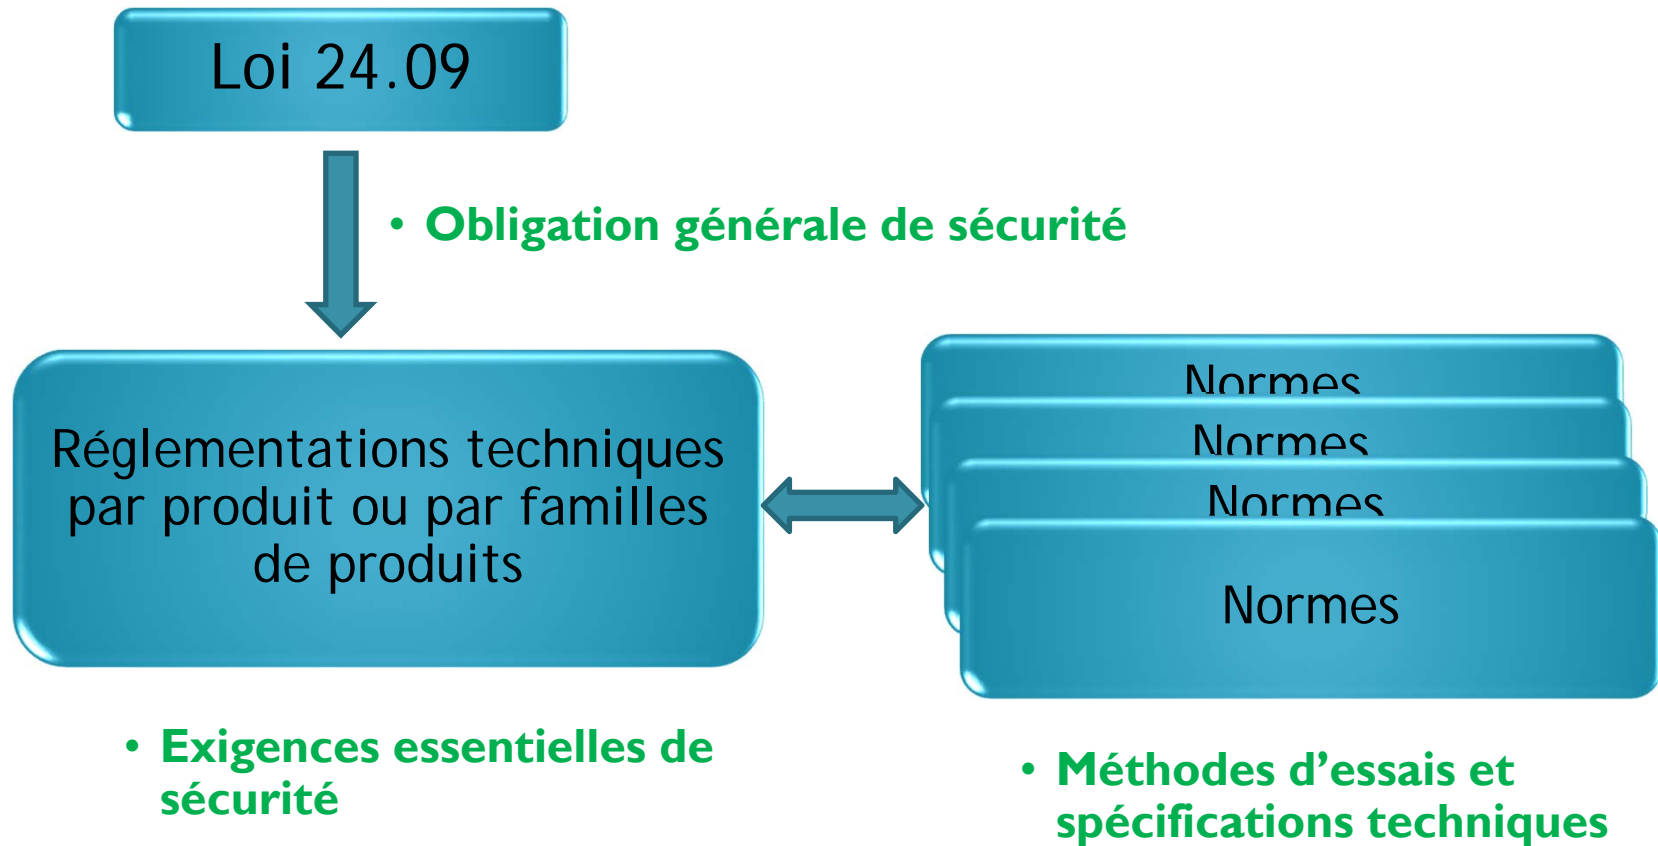 Loi 24.09
• Obligation générale de sécurité
Réglementations techniques
par produit ou par familles
de produits
Normes
Normes
Normes
Normes
• Exigences essentielles de
sécurité
• Méthodes d’essais et
spécifications techniques